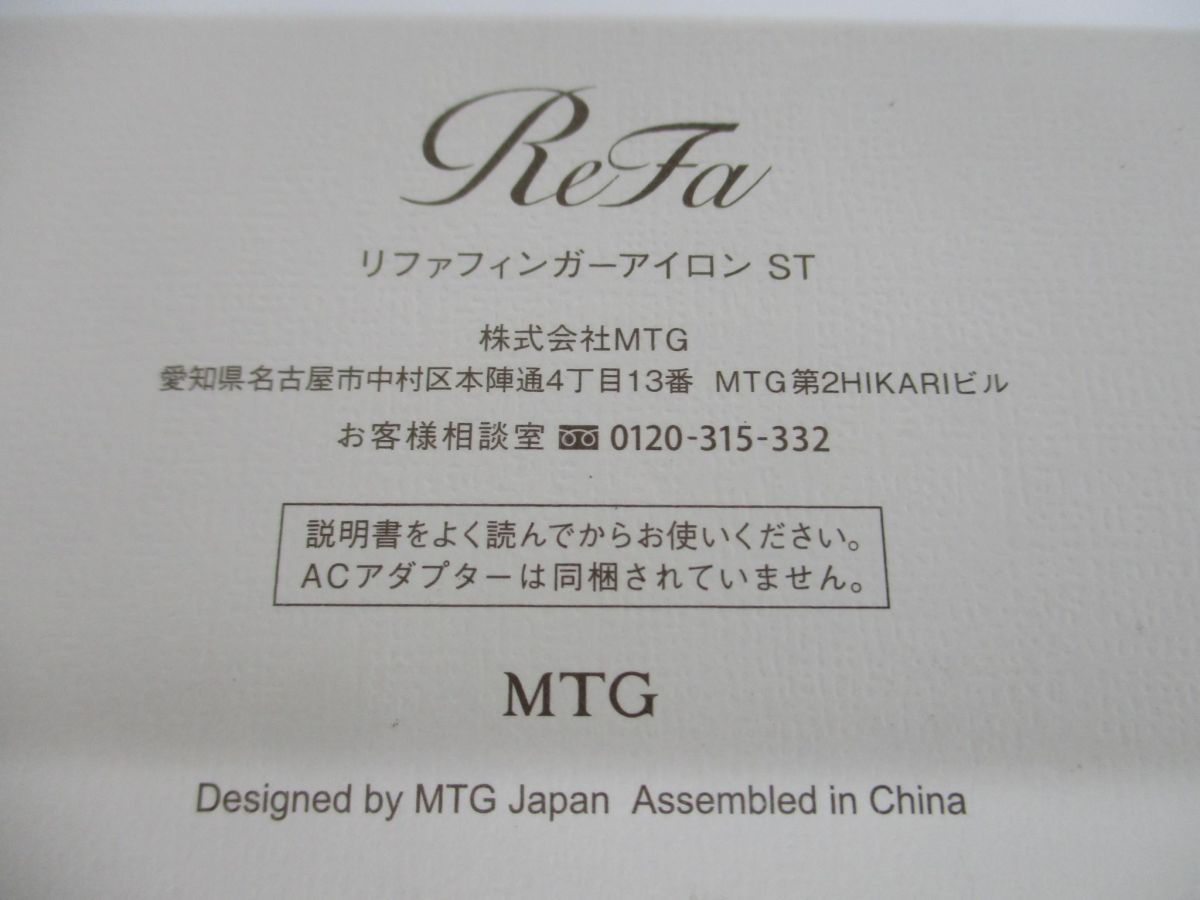 ReFa
リファフィンガーアイロン ST
株式会社MTG
愛知県名古屋市中村区本陣通4丁目13番 MTG第2HIKARIビル
お客様相談室 0120-315-332
説明書をよく読んでからお使いください。
ACアダプターは同梱されていません。
MTG
Designed by MTG Japan Assembled in China